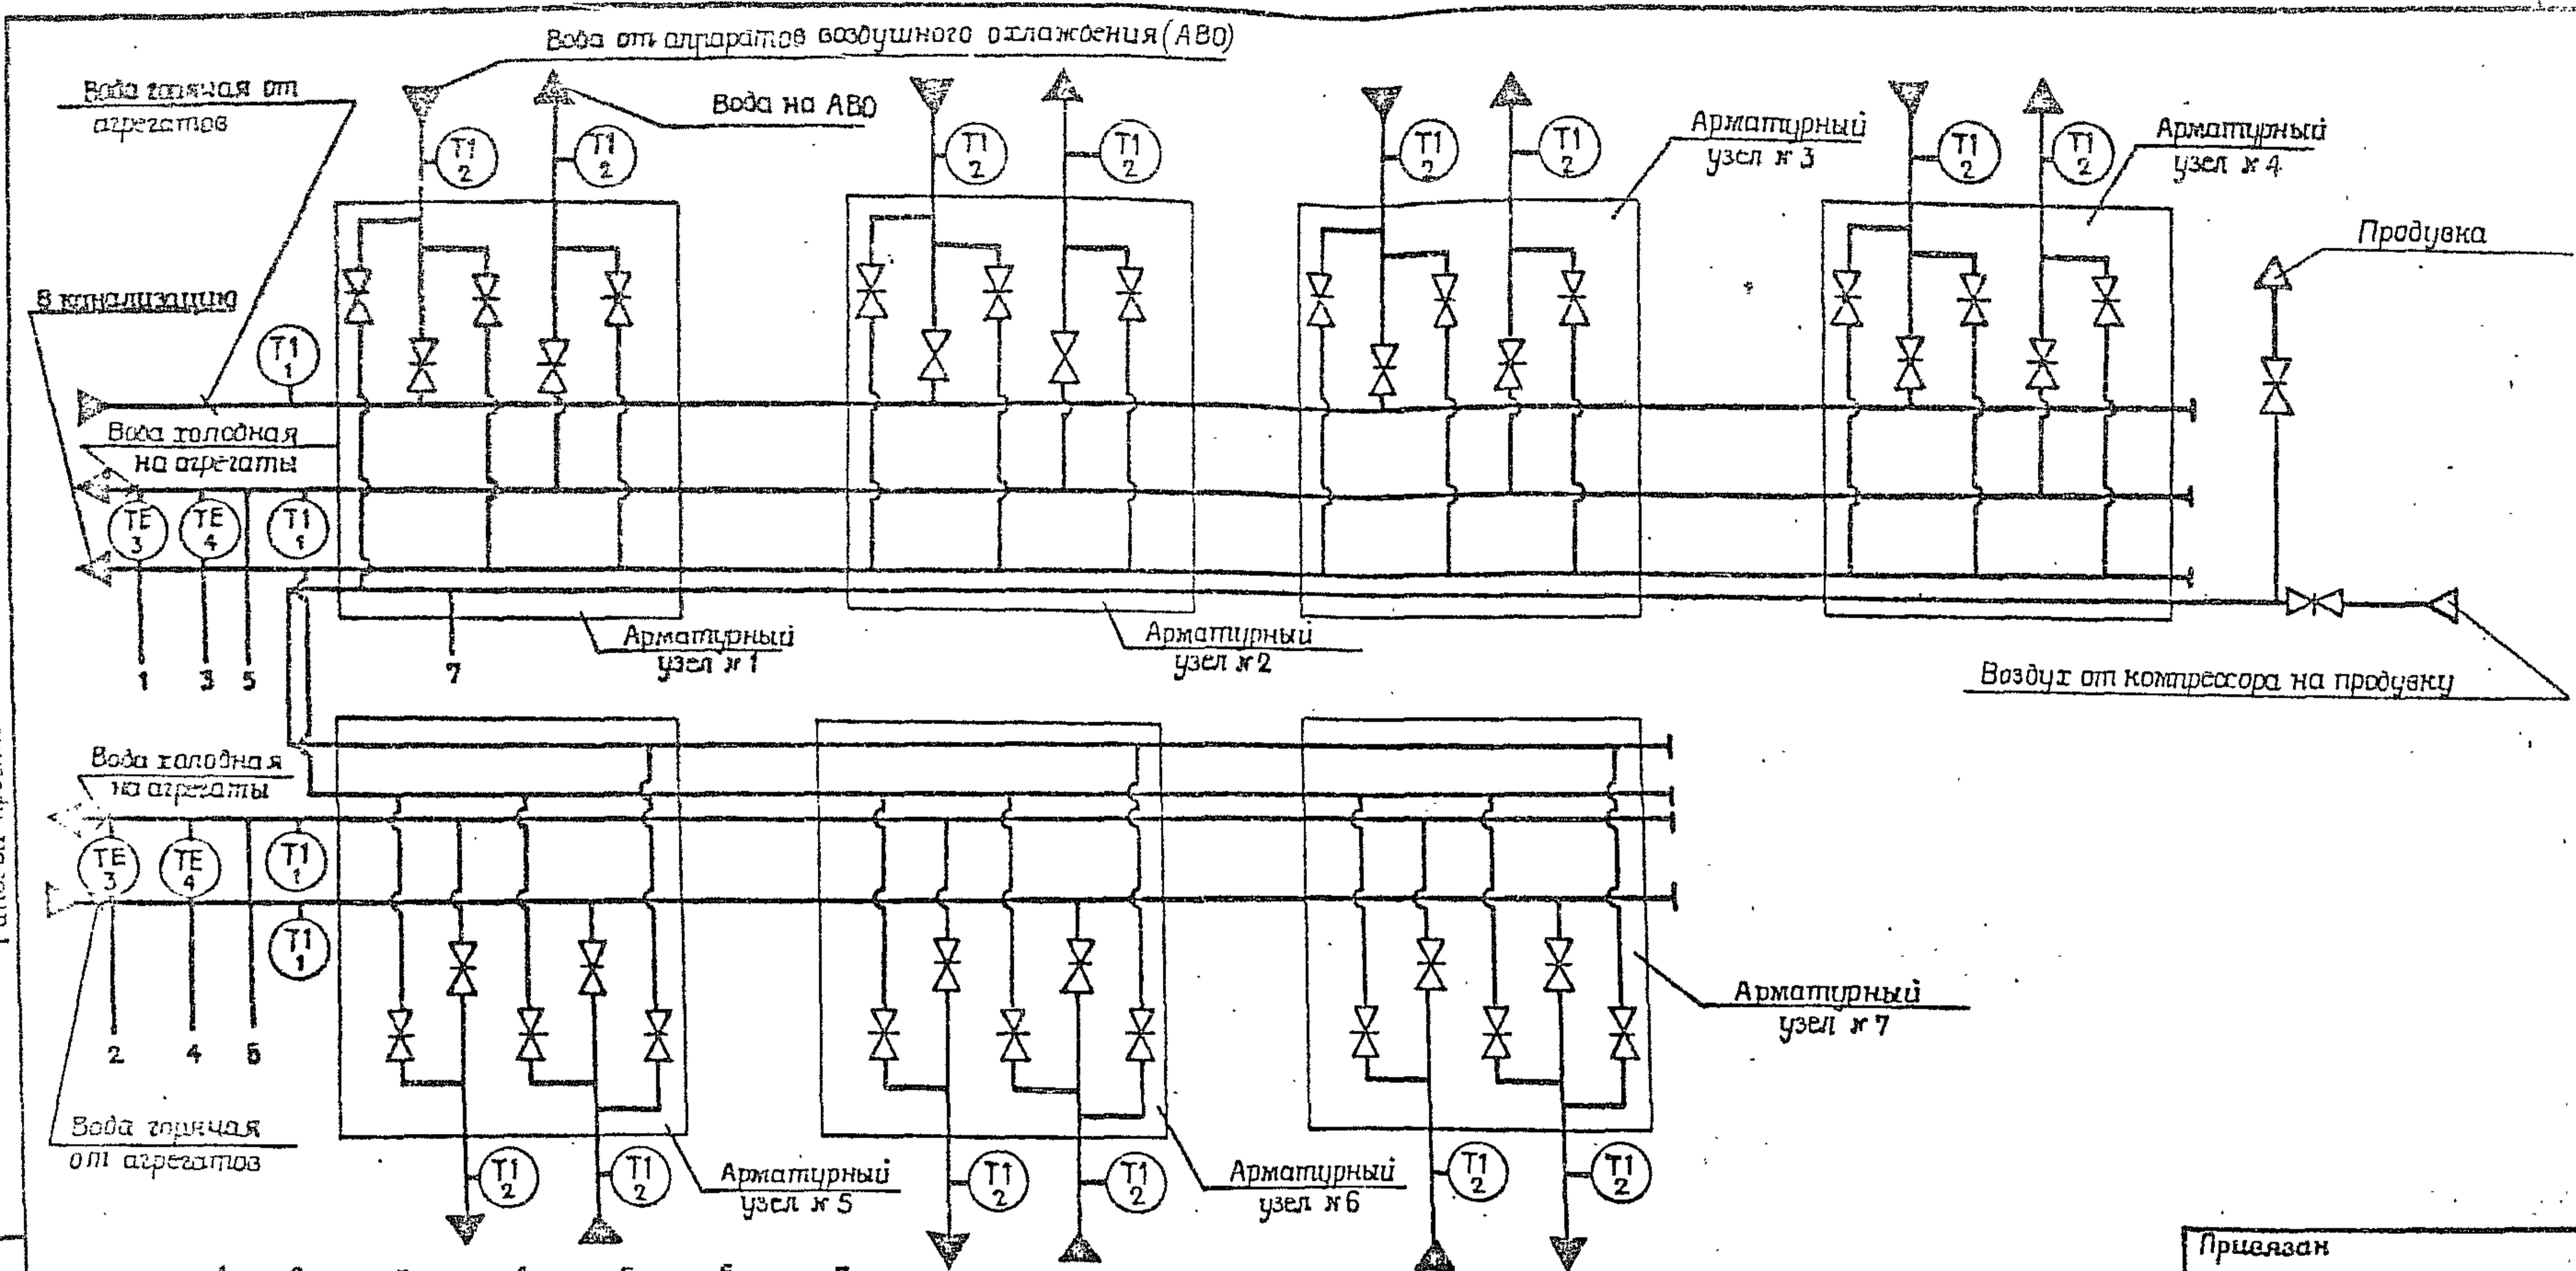 Вода от аппаратов воздушного охлаждения (АВО)
Вода горячая от
агрегатов
Вода на АВО
Арматурный
узел № 3
Арматурный
узел № 4
Т1
2
Т1
2
Т1
2
Т1
2
Т1
2
Т1
2
Т1
2
Т1
2
Продувка
В канализацию
Т1
1
Вода холодная
на агрегаты
ТЕ
3
ТЕ
4
Т1
1
1
3
5
7
Арматурный
узел № 1
Арматурный
узел № 2
Воздух от компрессора на продувку
Вода холодная
на агрегаты
ТЕ
3
ТЕ
4
Т1
1
Т1
1
2
4
6
Арматурный
узел № 7
Вода горячая
от агрегатов
Т1
2
Т1
2
Арматурный
узел № 5
Т1
2
Т1
2
Арматурный
узел № 6
Т1
2
Т1
2
Привязан